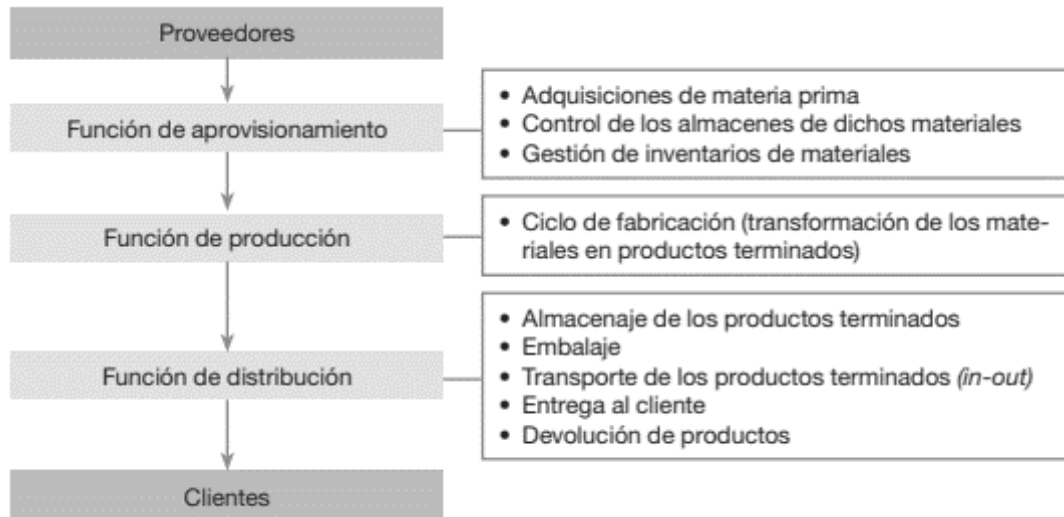 Proveedores
Función de aprovisionamiento
• Adquisiciones de materia prima
• Control de los almacenes de dichos materiales
• Gestión de inventarios de materiales
Función de producción
• Ciclo de fabricación (transformación de los mate-
riales en productos terminados)
Función de distribución
• Almacenaje de los productos terminados
• Embalaje
• Transporte de los productos terminados (in-out)
• Entrega al cliente
• Devolución de productos
Clientes